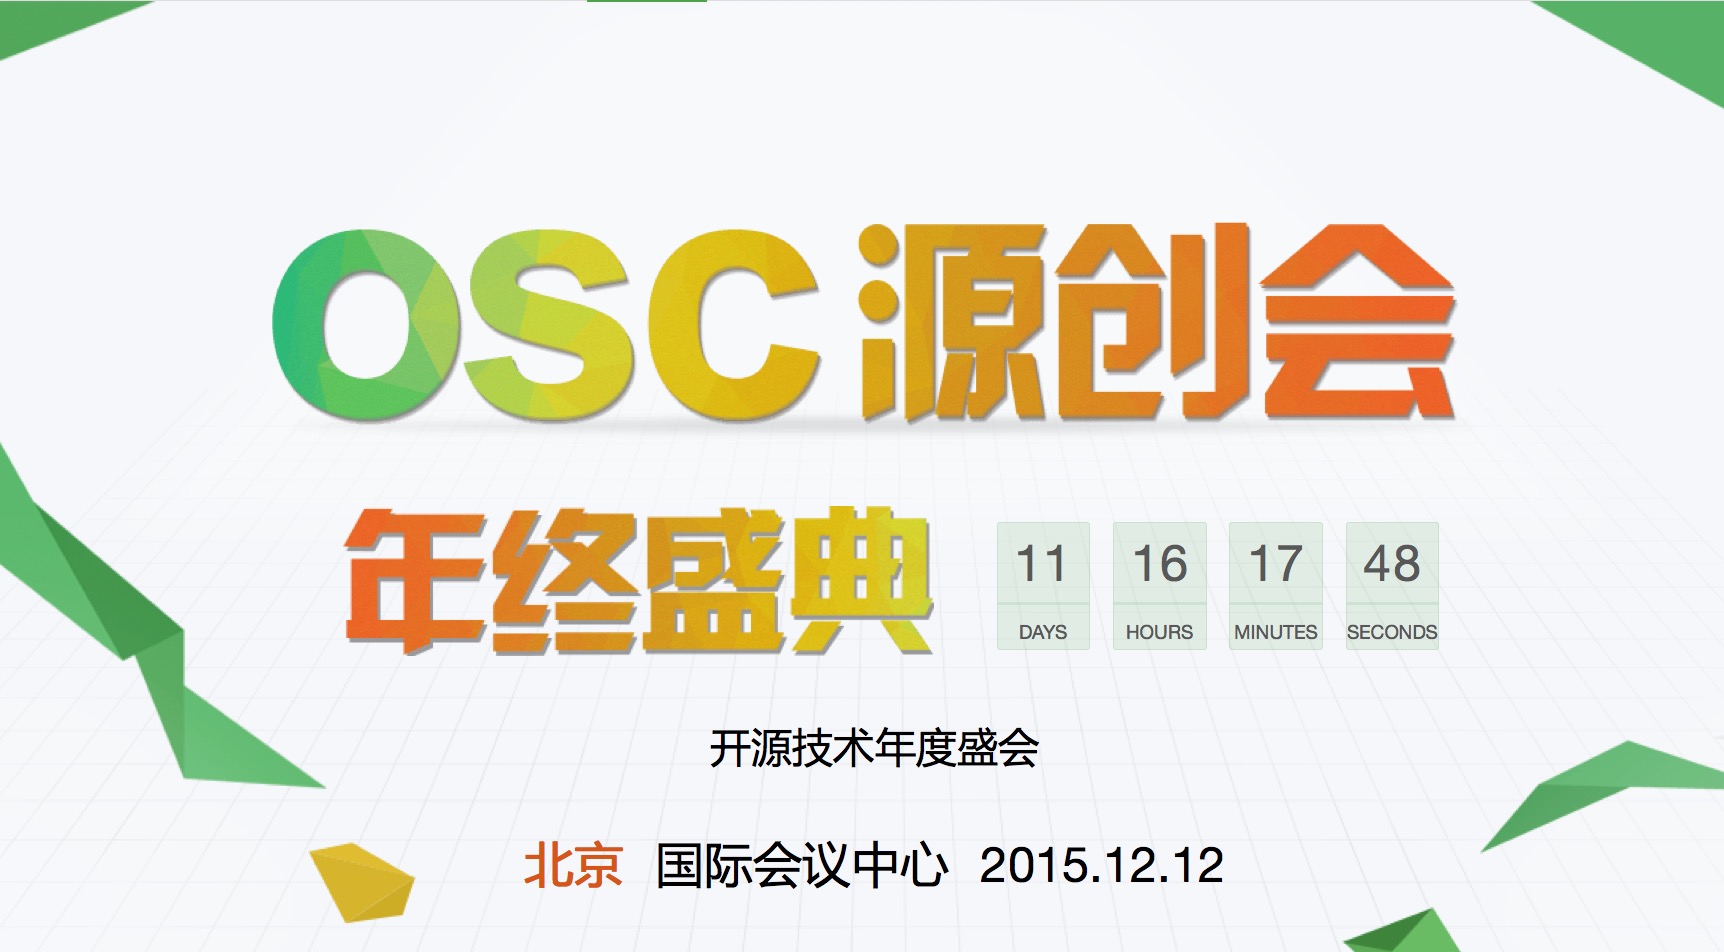 OSC 源创会
年终盛典
11 16 17 48
DAYS HOURS MINUTES SECONDS
开源技术年度盛会
北京 国际会议中心 2015.12.12